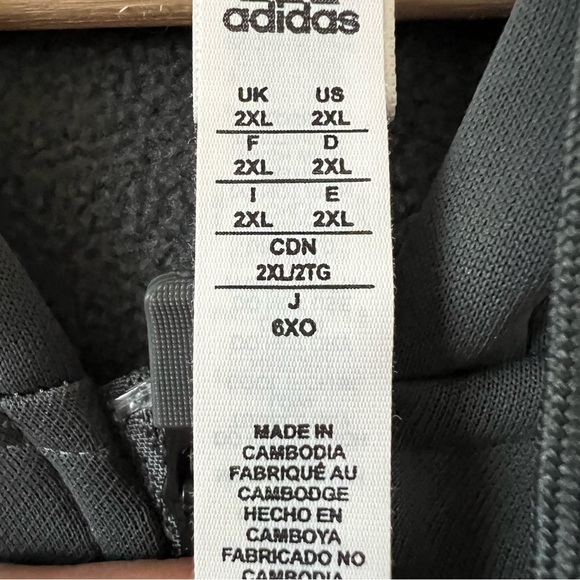 adidas
UK US
2XL 2XL
F D
2XL 2XL
I E
2XL 2XL
CDN
2XL/2TG
J
6XO
MADE IN
CAMBODIA
FABRIQUÉ AU
CAMBODGE
HECHO EN
CAMBOYA
FABRICADO NO
CAMBODIA